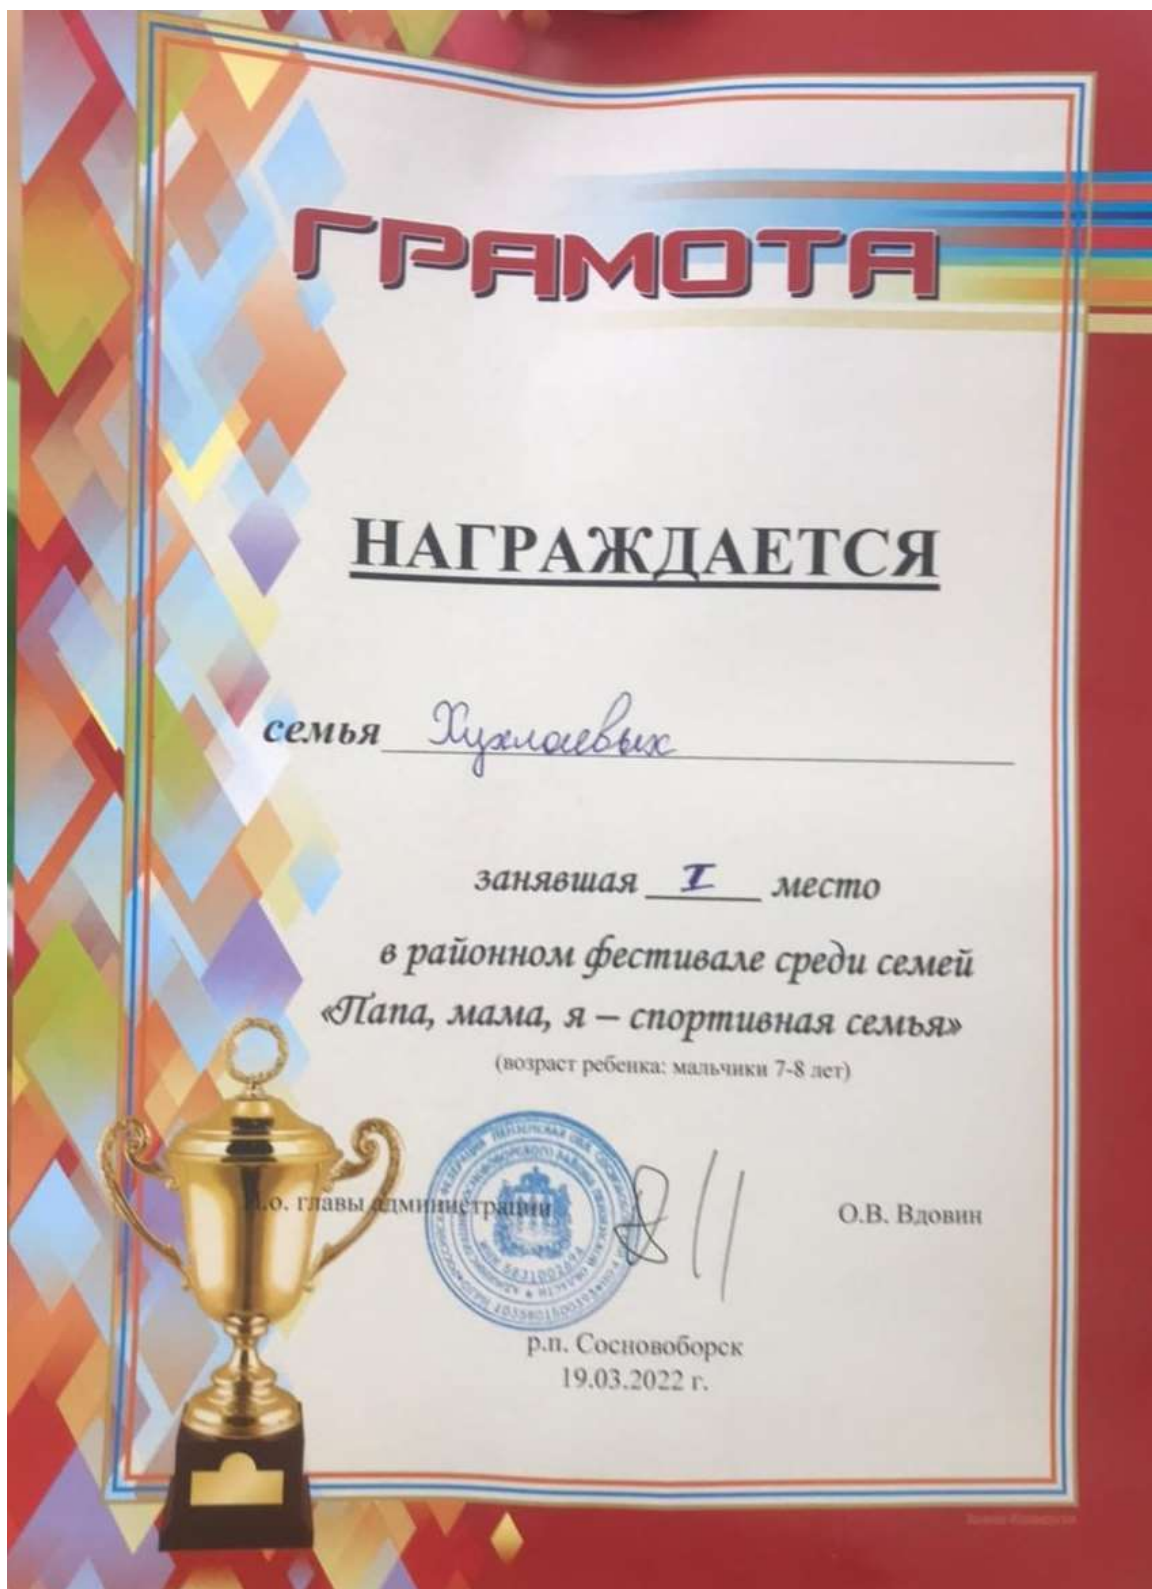 ГРАМОТА
НАГРАЖДАЕТСЯ
семья Хухлаевых
занявшая I место
в районном фестивале среди семей
«Папа, мама, я – спортивная семья»
(возраст ребенка: мальчики 7-8 лет)
главы администрации О.В. Вдовин
р.п. Сосновоборск
19.03.2022 г.